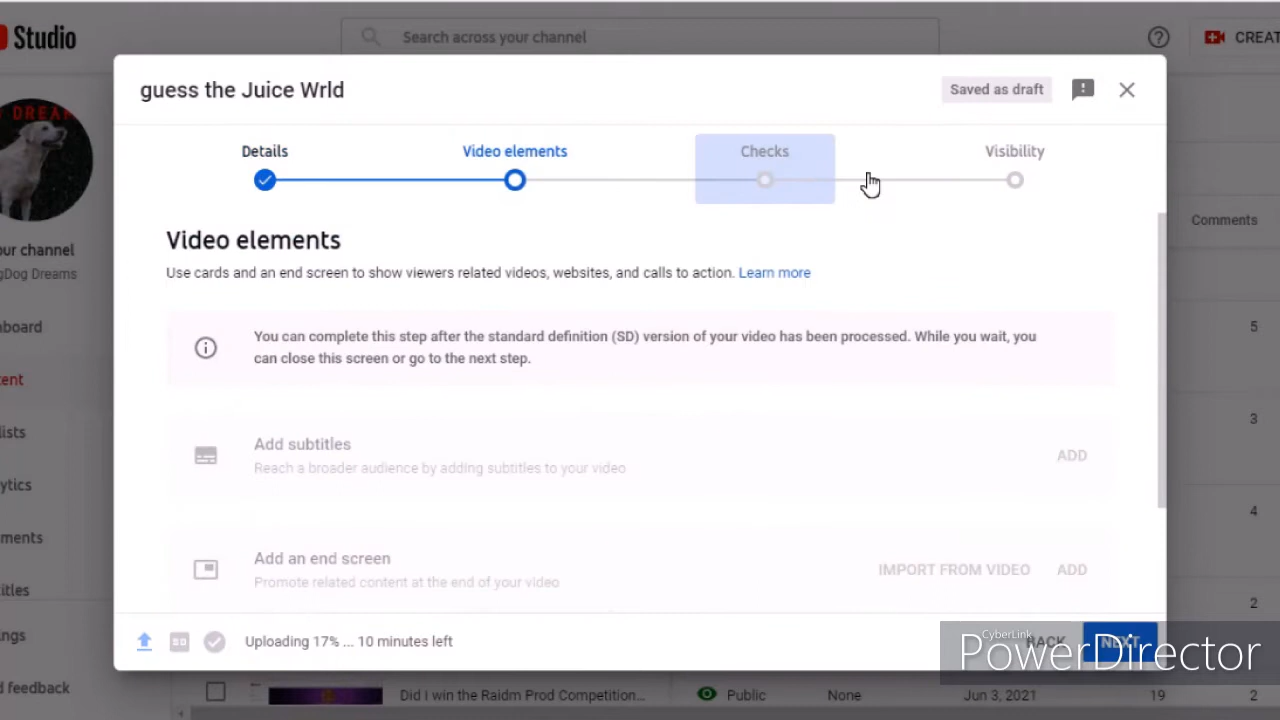 Studio
Search across your channel
CREAT
guess the Juice Wrld
Saved as draft
DREAM
Details
Video elements
Checks
Visibility
Comments
our channel
gDog Dreams
Video elements
Use cards and an end screen to show viewers related videos, websites, and calls to action. Learn more
board
5
You can complete this step after the standard definition (SD) version of your video has been processed. While you wait, you
can close this screen or go to the next step.
ent
lists
3
Add subtitles
Reach a broader audience by adding subtitles to your video
ADD
ytics
4
ments
Add an end screen
Promote related content at the end of your video
IMPORT FROM VIDEO
ADD
itles
2
ngs
SD
Uploading 17% ... 10 minutes left
BACK
NEXT
CyberLink
PowerDirector
d feedback
Did I win the Raidm Prod Competition...
Public
None
Jun 3, 2021
19
2